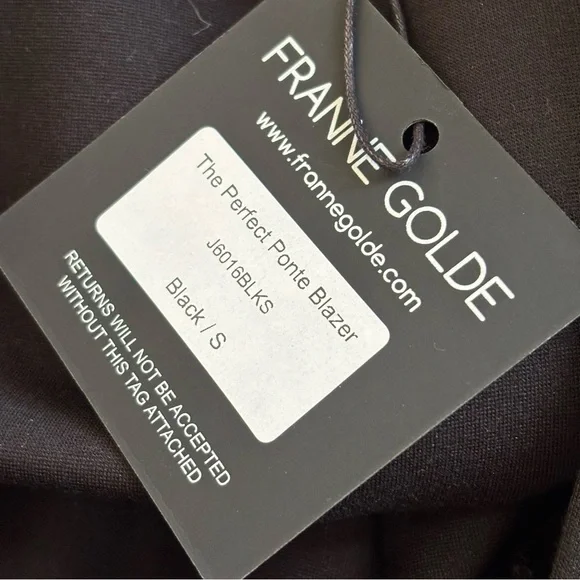 FRANNE GOLDE
www.frannegolde.com
The Perfect Ponte Blazer
J6016BLKS
Black / S
RETURNS WILL NOT BE ACCEPTED
WITHOUT THIS TAG ATTACHED